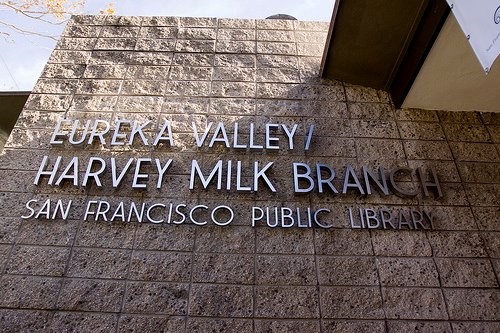 EUREKA VALLEY/
HARVEY MILK BRANCH
SAN FRANCISCO PUBLIC LIBRARY